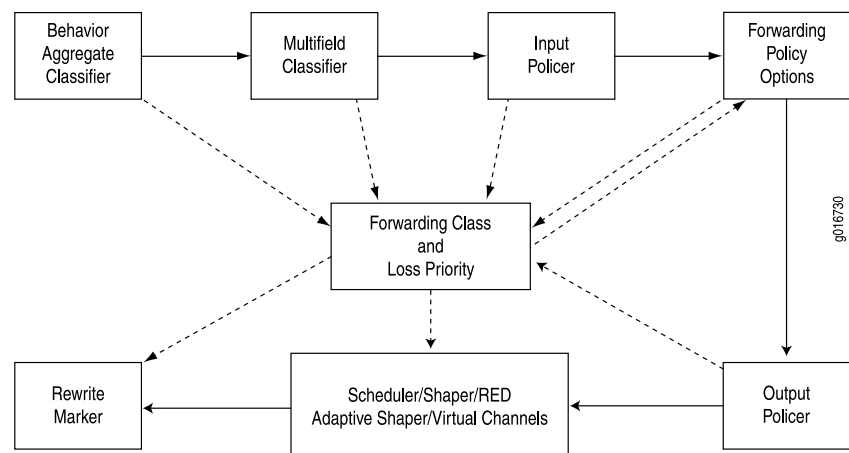 Behavior
Aggregate
Classifier
Multifield
Classifier
Input
Policer
Forwarding
Policy
Options
Forwarding Class
and
Loss Priority
g016730
Rewrite
Marker
Scheduler/Shaper/RED
Adaptive Shaper/Virtual Channels
Output
Policer